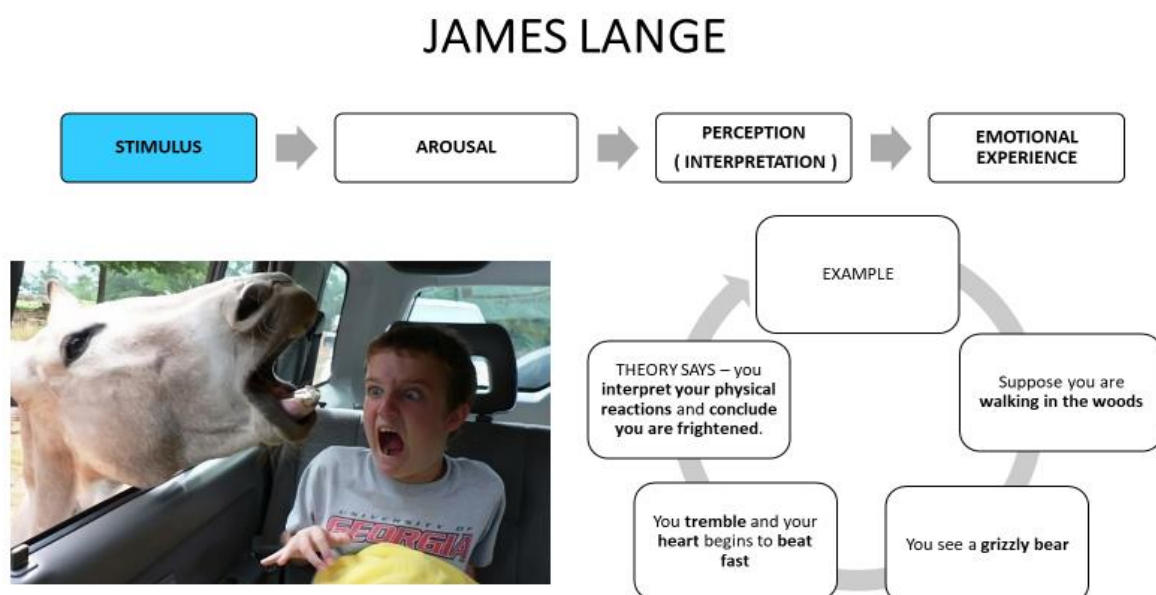 JAMES LANGE
STIMULUS
AROUSAL
PERCEPTION
( INTERPRETATION )
EMOTIONAL
EXPERIENCE
EXAMPLE
Suppose you are
walking in the woods
You see a grizzly bear
You tremble and your
heart begins to beat
fast
THEORY SAYS – you
interpret your physical
reactions and conclude
you are frightened.
UNIVERSITY OF
GEORGIA